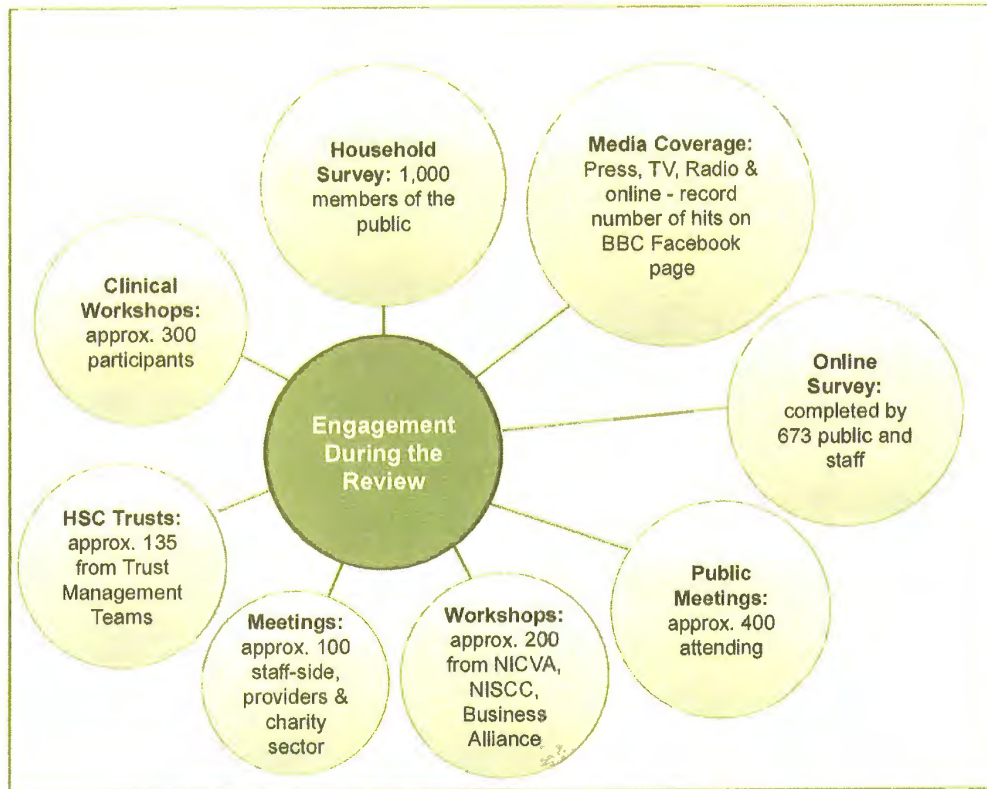 Household
Survey: 1,000
members of the
public
Media Coverage:
Press, TV, Radio &
online - record
number of hits on
BBC Facebook
page
Clinical
Workshops:
approx. 300
participants
Online
Survey:
completed by
673 public and
staff
Engagement
During the
Review
HSC Trusts:
approx. 135
from Trust
Management
Teams
Public
Meetings:
approx. 400
attending
Meetings:
approx. 100
staff-side,
providers &
charity
sector
Workshops:
approx. 200
from NICVA,
NISCC,
Business
Alliance